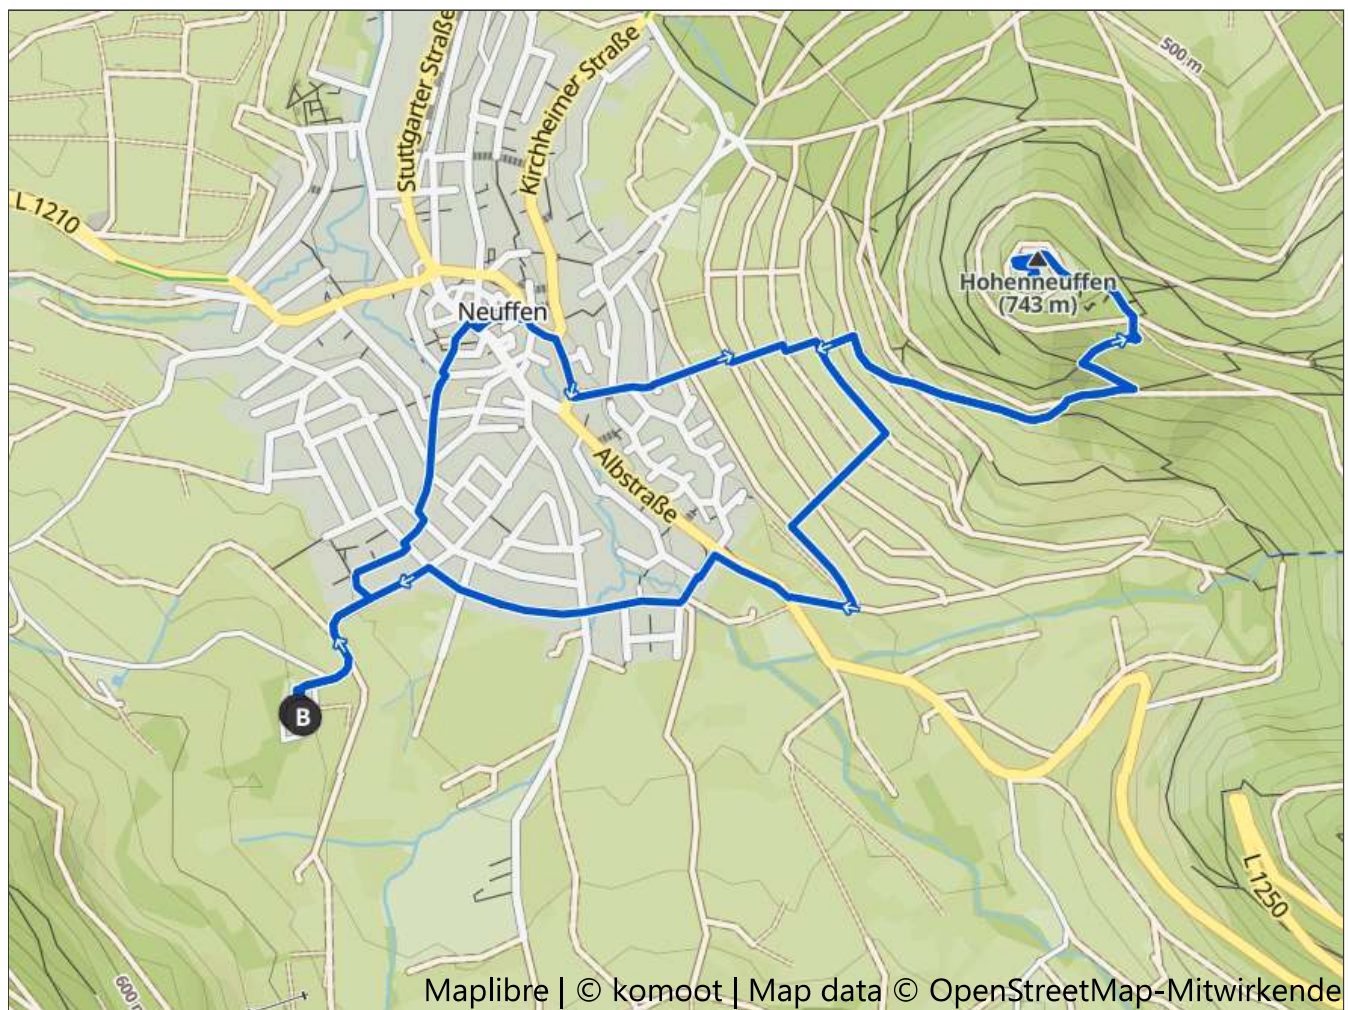 Stuttgarter Straße
Kirchheimer Straße
500 m
L 1210
Hohenneuffen
(743 m)
Neuffen
Albstraße
B
L 1250
600 m
Maplibre | © komoot | Map data © OpenStreetMap-Mitwirkende